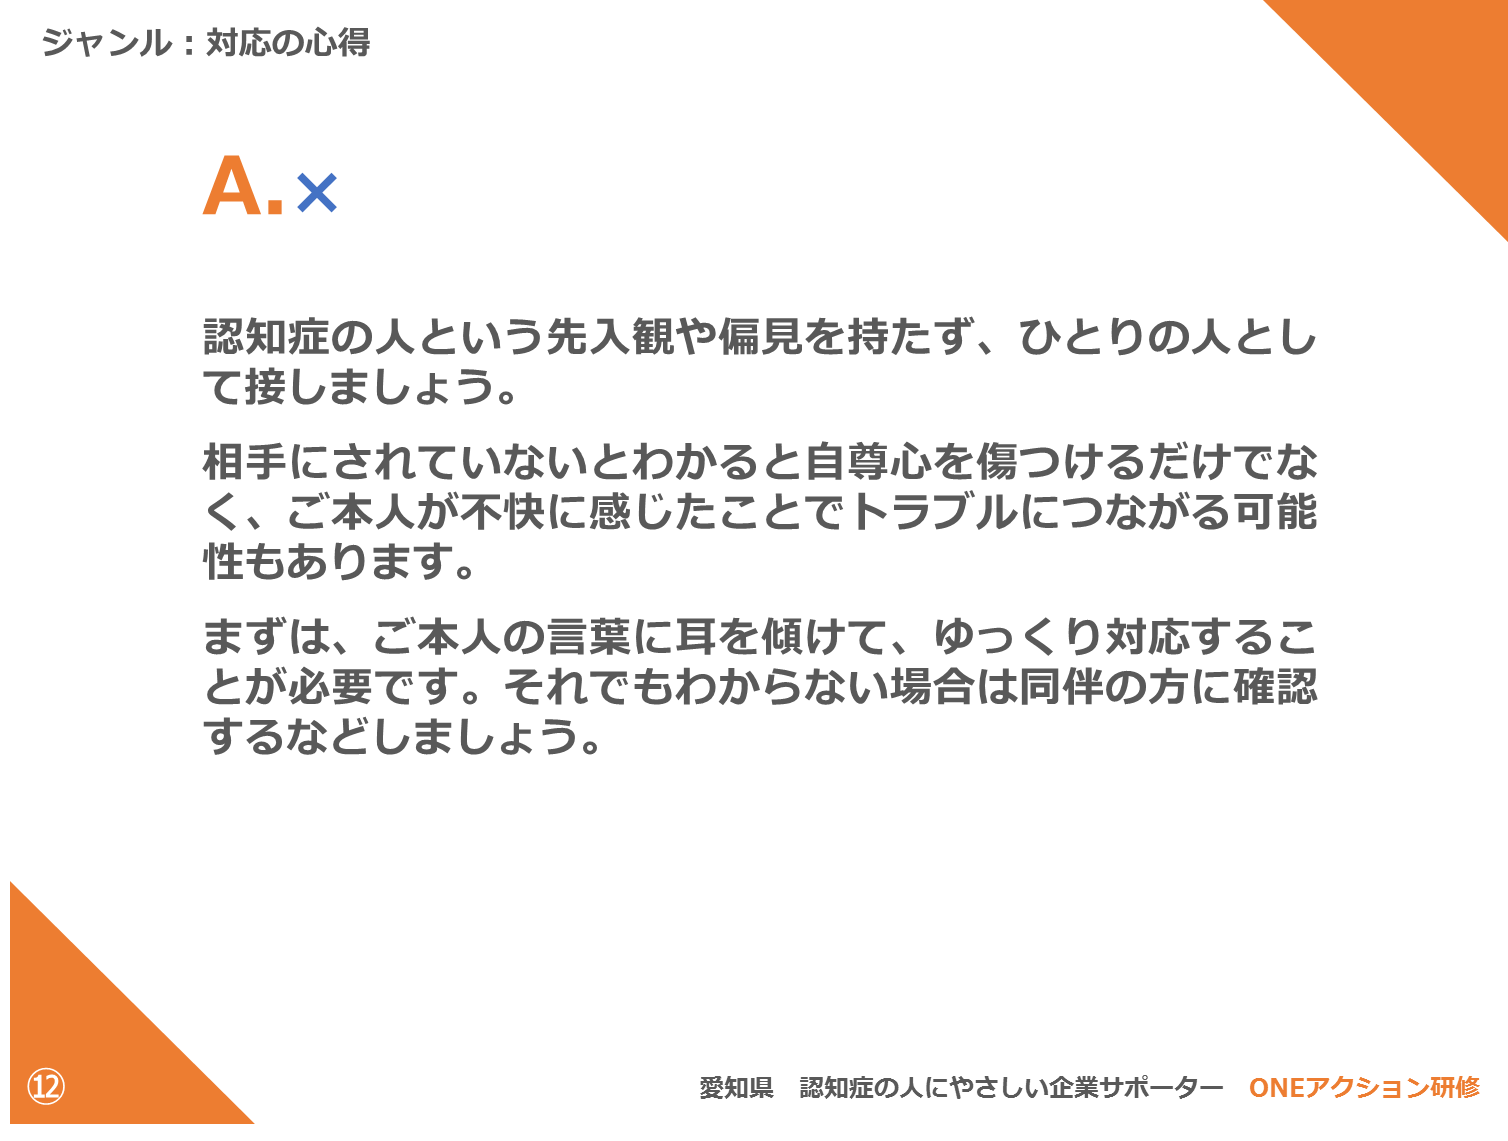 ジャンル：対応の心得
A.×
認知症の人という先入観や偏見を持たず、ひとりの人とし
て接しましょう。
相手にされていないとわかると自尊心を傷つけるだけでな
く、ご本人が不快に感じたことでトラブルにつながる可能
性もあります。
まずは、ご本人の言葉に耳を傾けて、ゆっくり対応するこ
とが必要です。それでもわからない場合は同伴の方に確認
するなどしましょう。
⑫
愛知県　認知症の人にやさしい企業サポーター　ONEアクション研修